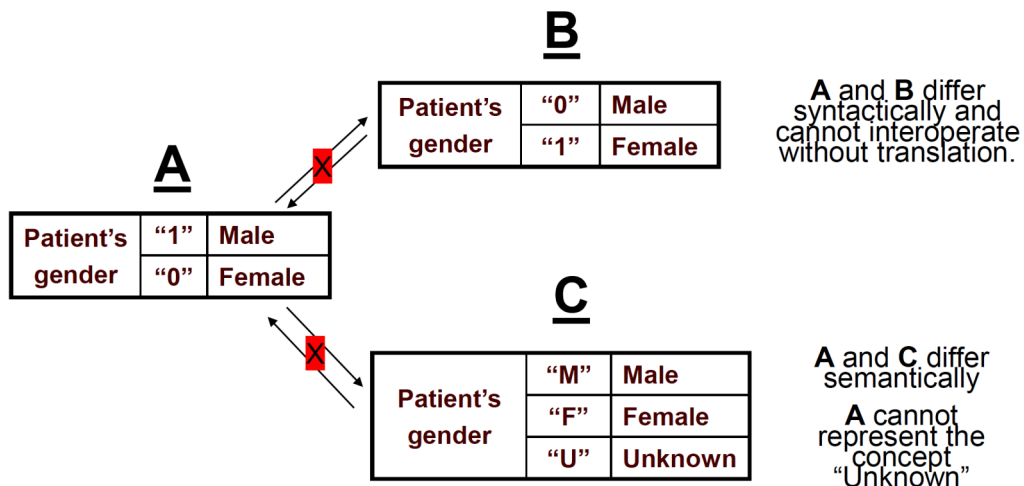 B
Patient's
gender
"0" Male
"1" Female
A and B differ
syntactically and
cannot interoperate
without translation.
A
X
Patient's
gender
"1" Male
"0" Female
C
X
Patient's
gender
"M" Male
"F" Female
"U" Unknown
A and C differ
semantically
A cannot
represent the
concept
"Unknown"